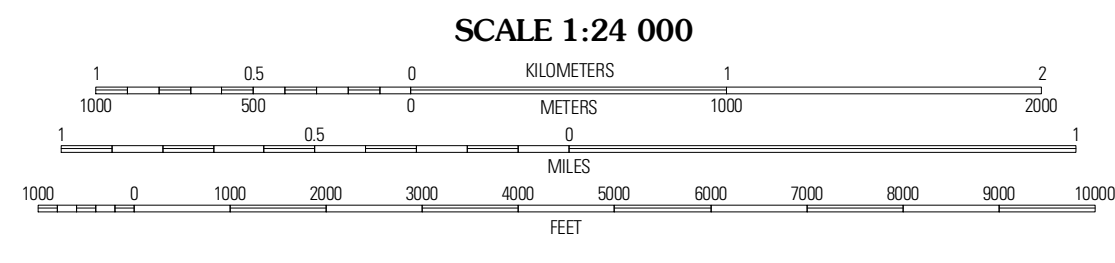 SCALE 1:24 000
1 0.5 0 KILOMETERS 1 2
1000 500 0 METERS 1000 2000
1 0.5 0 1
MILES
1000 0 1000 2000 3000 4000 5000 6000 7000 8000 9000 10000
FEET